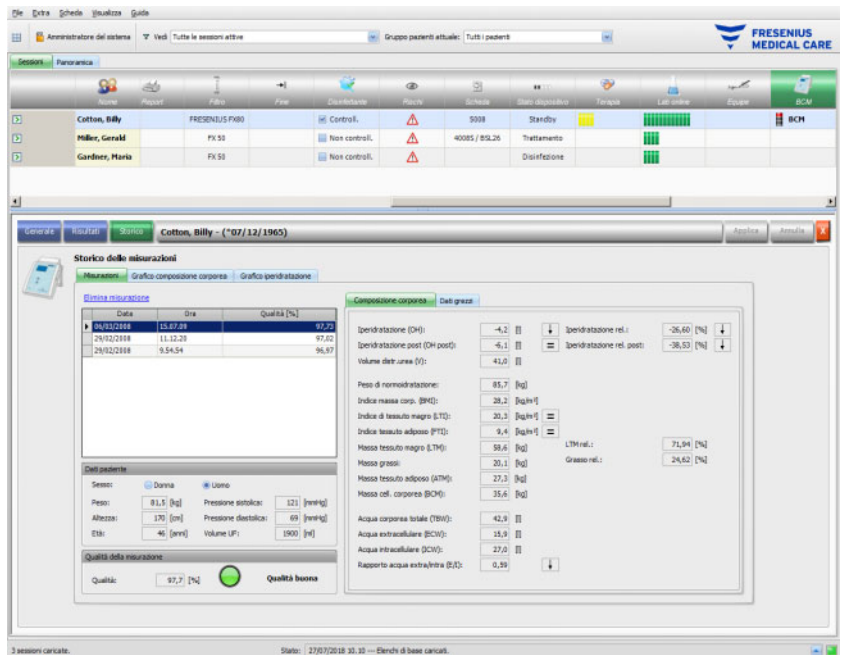 File Extra Scheda Visualizza Guida
Amministratore del sistema Vedi Tutte le sessioni attive Gruppo pazienti attuale: Tutti i pazienti
FRESENIUS
MEDICAL CARE
Sessioni Panoramica
Nome Report Filtro Fine Disinfettante Rischi Scheda Stato dispositivo Terapia Lab online Equipe BCM
Cotton, Billy FRESENIUS FX80 Controll. 5008 Standby BCM
Miller, Gerald FX 50 Non controll. 4008S / BSL26 Trattamento
Gardner, Maria FX 50 Non controll. Disinfezione
Generale Risultati Storico Cotton, Billy - (*07/12/1965) Applica Annulla X
Storico delle misurazioni
Misurazioni Grafico composizione corporea Grafico iperidratazione
Elimina misurazione
Data Ora Qualità [%]
06/03/2008 15.07.09 97,73
29/02/2008 11.12.20 97,02
29/02/2008 9.54.54 96,97
Dati paziente
Sesso: Donna Uomo
Peso: 81,5 [kg] Pressione sistolica: 121 [mmHg]
Altezza: 170 [cm] Pressione diastolica: 69 [mmHg]
Età: 46 [anni] Volume UF: 1900 [ml]
Qualità della misurazione
Qualità: 97,7 [%] Qualità buona
Composizione corporea Dati grezzi
Iperidratazione (OH): -4,2 [l] Iperidratazione rel.: -26,60 [%]
Iperidratazione post (OH post): -6,1 [l] = Iperidratazione rel. post: -38,53 [%]
Volume distr.urea (V): 41,0 [l]
Peso di normoidratazione: 85,7 [kg]
Indice massa corp. (BMI): 28,2 [kg/m²]
Indice di tessuto magro (LTI): 20,3 [kg/m²] =
Indice tessuto adiposo (FTI): 9,4 [kg/m²] =
Massa tessuto magro (LTM): 58,6 [kg] LTM rel.: 71,94 [%]
Massa grassi: 20,1 [kg] Grasso rel.: 24,62 [%]
Massa tessuto adiposo (ATM): 27,3 [kg]
Massa cell. corporea (BCM): 35,6 [kg]
Acqua corporea totale (TBW): 42,9 [l]
Acqua extracellulare (ECW): 15,9 [l]
Acqua intracellulare (ICW): 27,0 [l]
Rapporto acqua extra/intra (E/I): 0,59
3 sessioni caricate. Stato: 27/07/2018 10.10 --- Elenchi di base caricati.